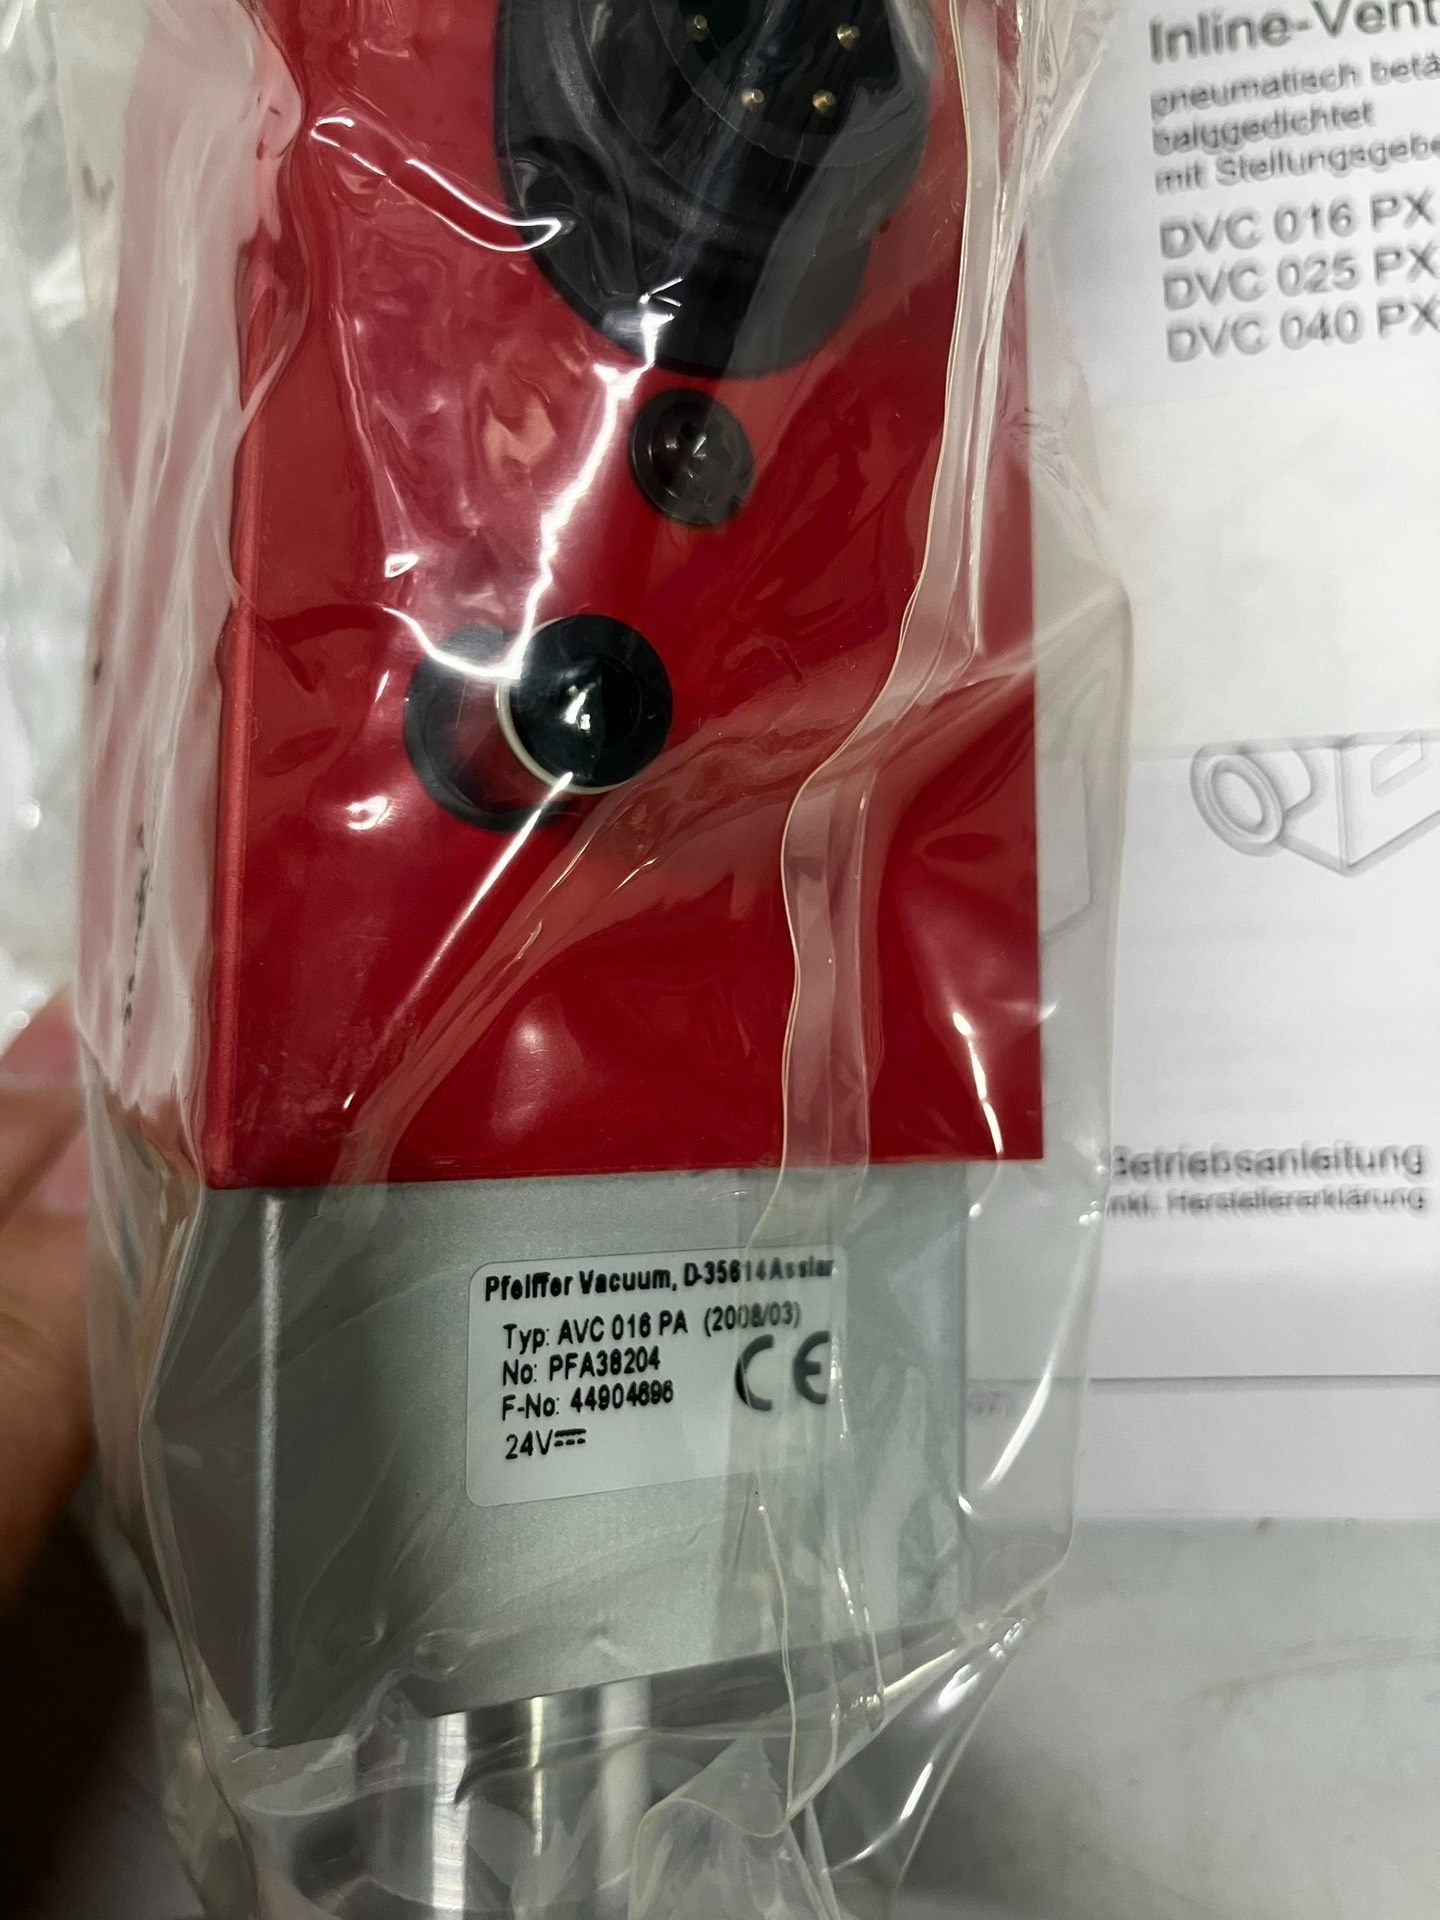 Inline-Vent
pneumatisch betä
balggedichtet
mit Stellungsgebe
DVC 016 PX
DVC 025 PX
DVC 040 PX
Betriebsanleitung
inkl. Herstellererklärung
Pfeiffer Vacuum, D-35614 Asslar
Typ: AVC 016 PA (2008/03)
No: PFA38204
F-No: 44904696
24V⎓
CE